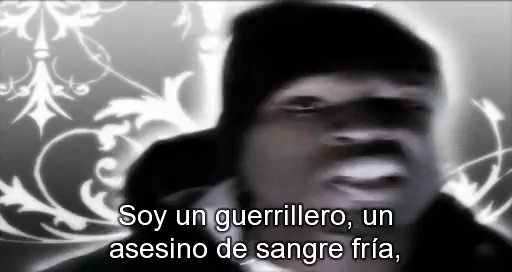 Soy un guerrillero, un
asesino de sangre fría,